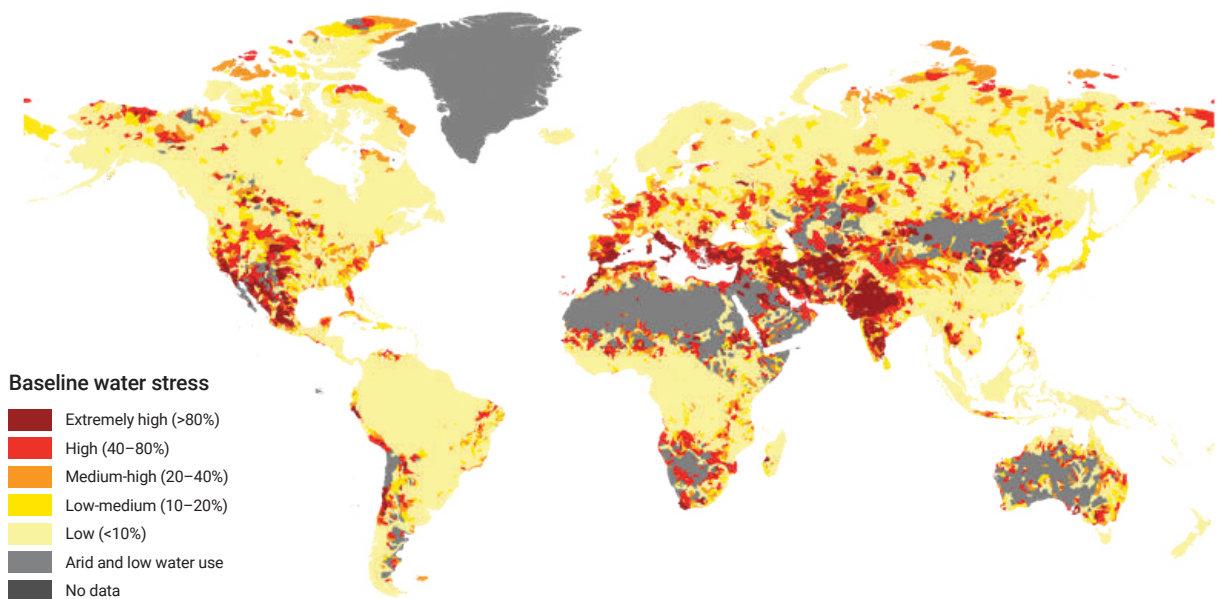 Baseline water stress
Extremely high (>80%)
High (40–80%)
Medium-high (20–40%)
Low-medium (10–20%)
Low (<10%)
Arid and low water use
No data